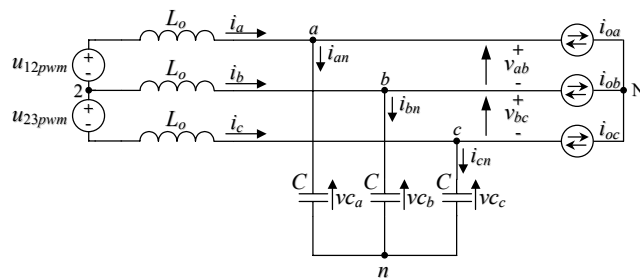 L_o i_a a i_oa
i_an
u_12pwm + - v_ab + -
L_o i_b b i_ob
2 N
i_bn
u_23pwm + - v_bc + -
L_o i_c c i_oc
i_cn
C vc_a C vc_b C vc_c
n